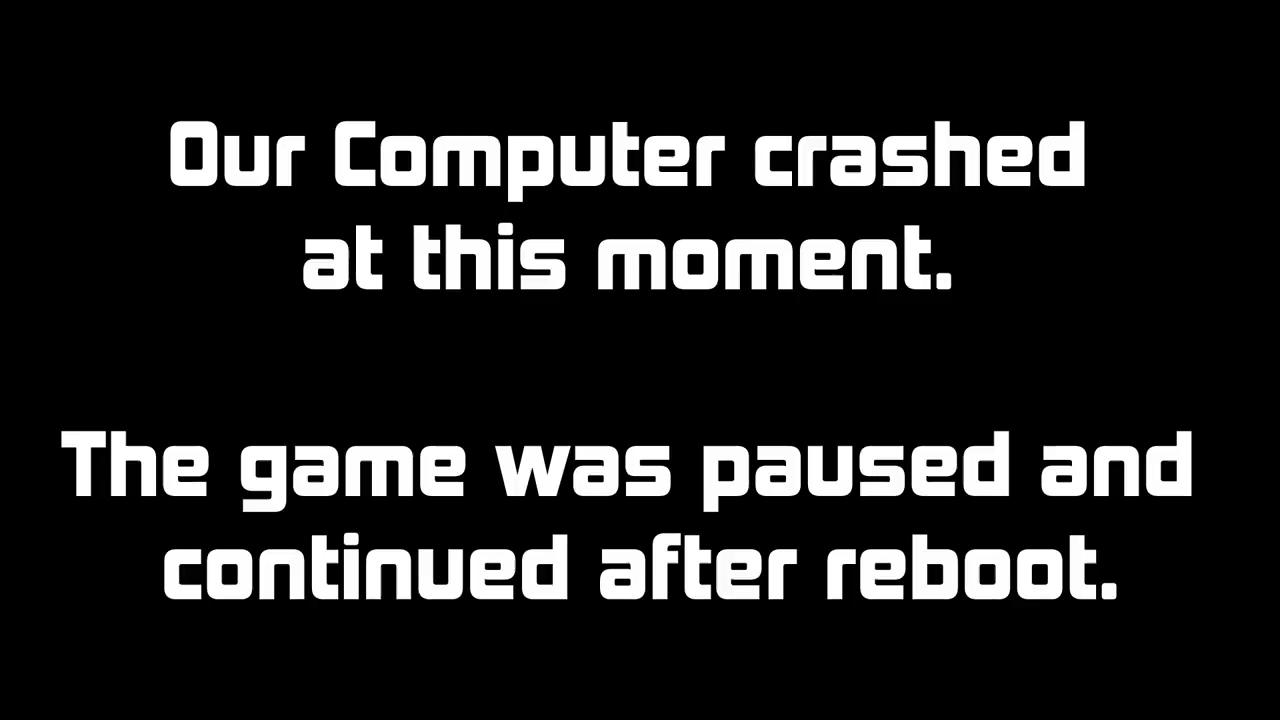 Our Computer crashed
at this moment.
The game was paused and
continued after reboot.